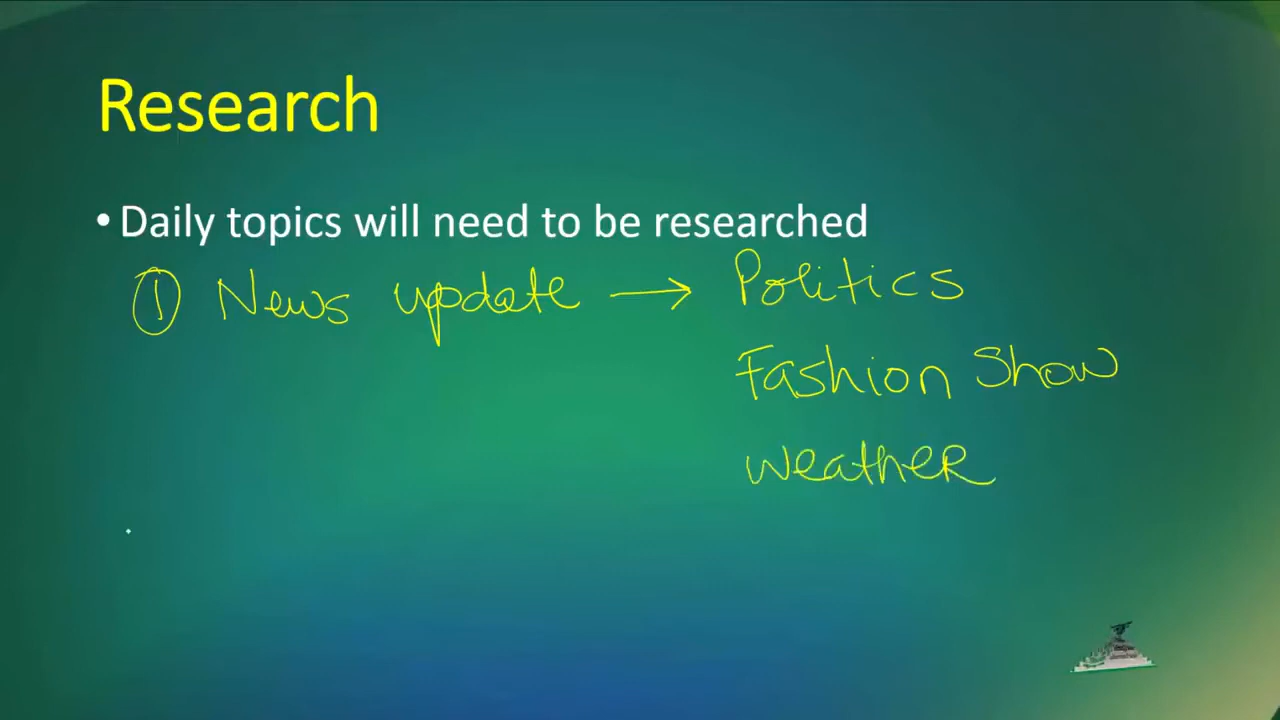 Research
• Daily topics will need to be researched
① News update → Politics
Fashion Show
Weather